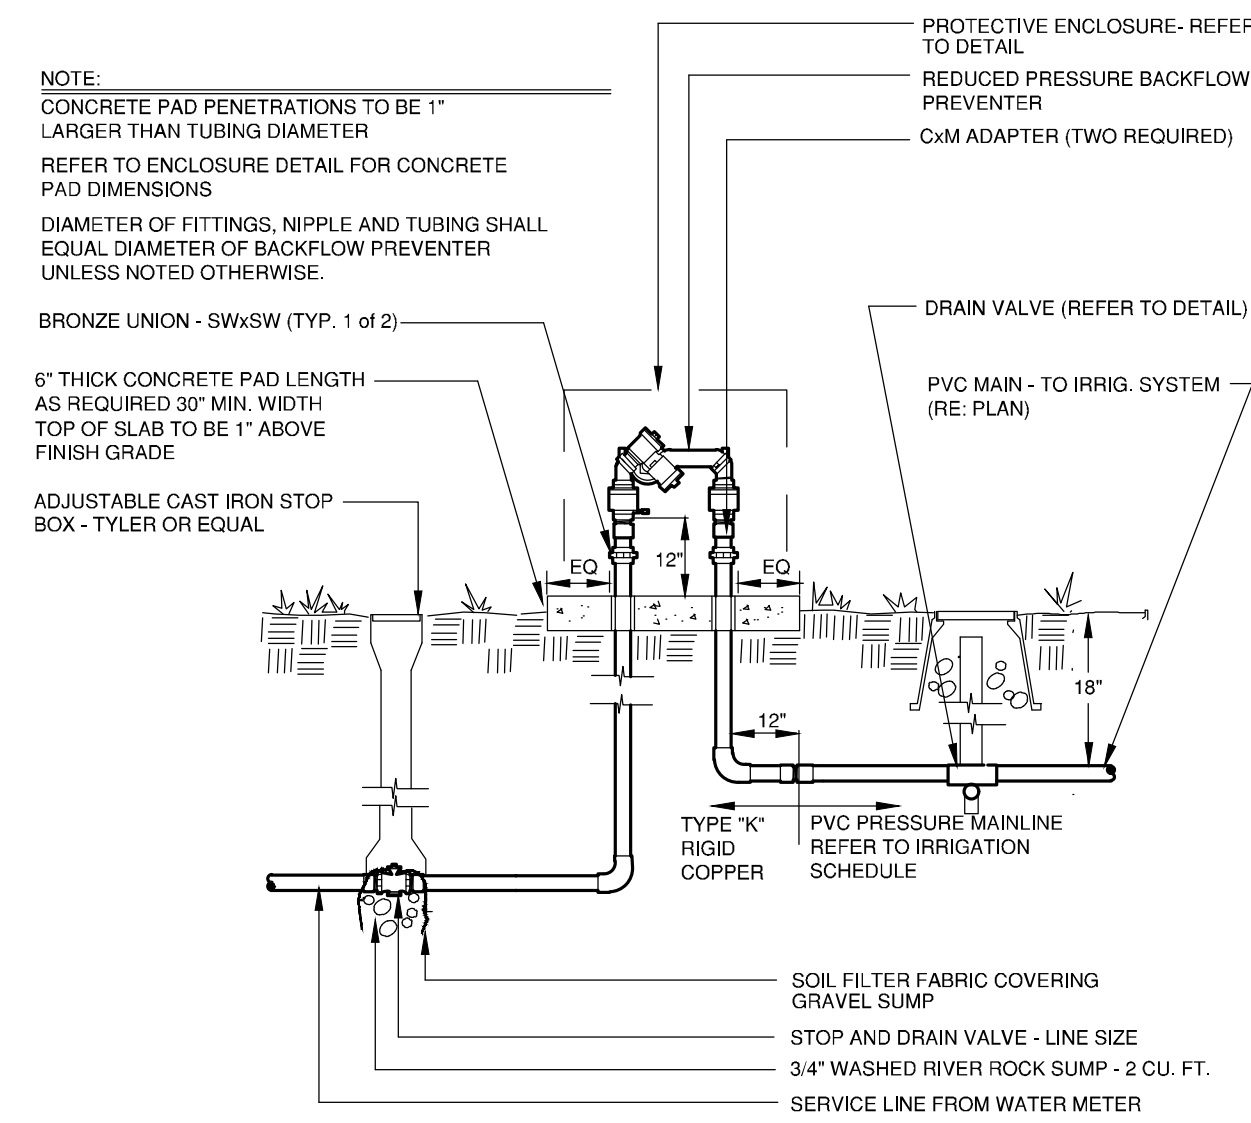 NOTE:
CONCRETE PAD PENETRATIONS TO BE 1"
LARGER THAN TUBING DIAMETER
REFER TO ENCLOSURE DETAIL FOR CONCRETE
PAD DIMENSIONS
DIAMETER OF FITTINGS, NIPPLE AND TUBING SHALL
EQUAL DIAMETER OF BACKFLOW PREVENTER
UNLESS NOTED OTHERWISE.
BRONZE UNION - SWxSW (TYP. 1 of 2)
6" THICK CONCRETE PAD LENGTH
AS REQUIRED 30" MIN. WIDTH
TOP OF SLAB TO BE 1" ABOVE
FINISH GRADE
ADJUSTABLE CAST IRON STOP
BOX - TYLER OR EQUAL
PROTECTIVE ENCLOSURE- REFER
TO DETAIL
REDUCED PRESSURE BACKFLOW
PREVENTER
CxM ADAPTER (TWO REQUIRED)
DRAIN VALVE (REFER TO DETAIL)
PVC MAIN - TO IRRIG. SYSTEM
(RE: PLAN)
EQ
12"
EQ
18"
12"
TYPE "K"
RIGID
COPPER
PVC PRESSURE MAINLINE
REFER TO IRRIGATION
SCHEDULE
SOIL FILTER FABRIC COVERING
GRAVEL SUMP
STOP AND DRAIN VALVE - LINE SIZE
3/4" WASHED RIVER ROCK SUMP - 2 CU. FT.
SERVICE LINE FROM WATER METER